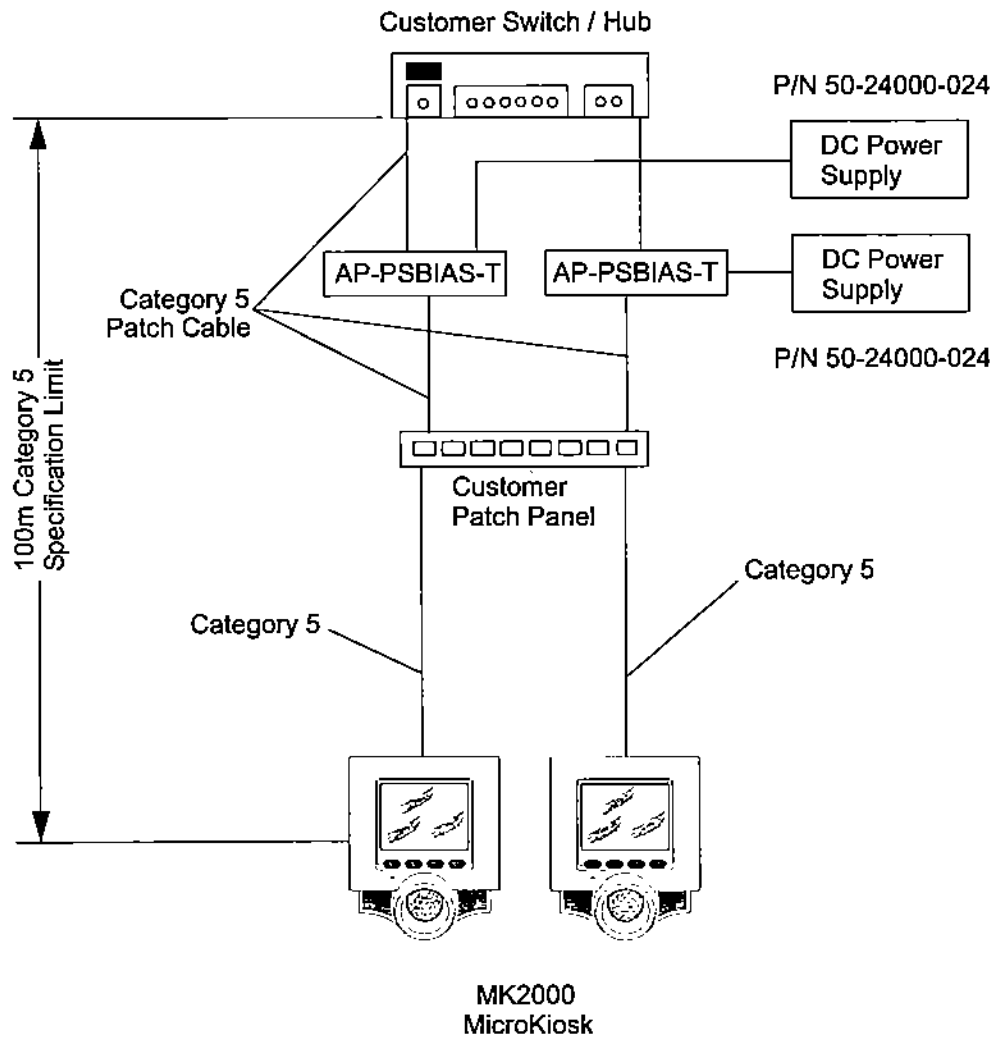 Customer Switch / Hub
P/N 50-24000-024
DC Power
Supply
AP-PSBIAS-T
AP-PSBIAS-T
DC Power
Supply
Category 5
Patch Cable
P/N 50-24000-024
100m Category 5
Specification Limit
Customer
Patch Panel
Category 5
Category 5
MK2000
MicroKiosk